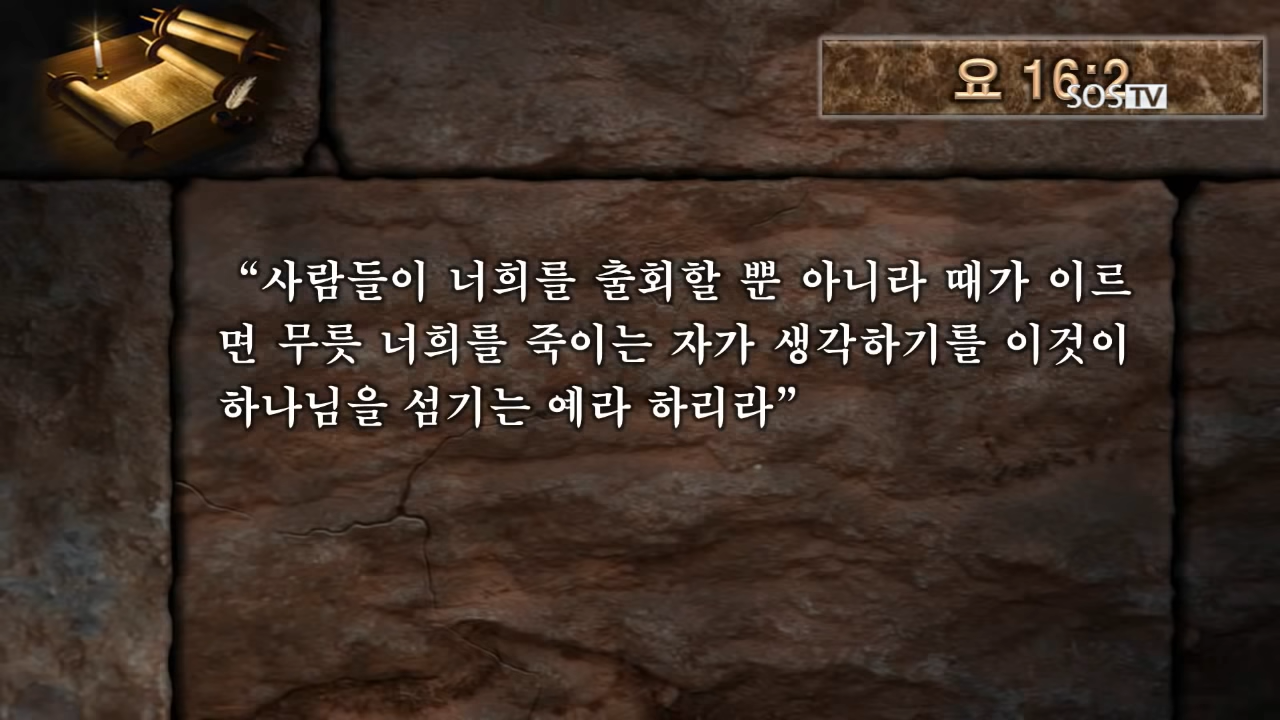 요 16:2
SOSTV
“사람들이 너희를 출회할 뿐 아니라 때가 이르
면 무릇 너희를 죽이는 자가 생각하기를 이것이
하나님을 섬기는 예라 하리라”